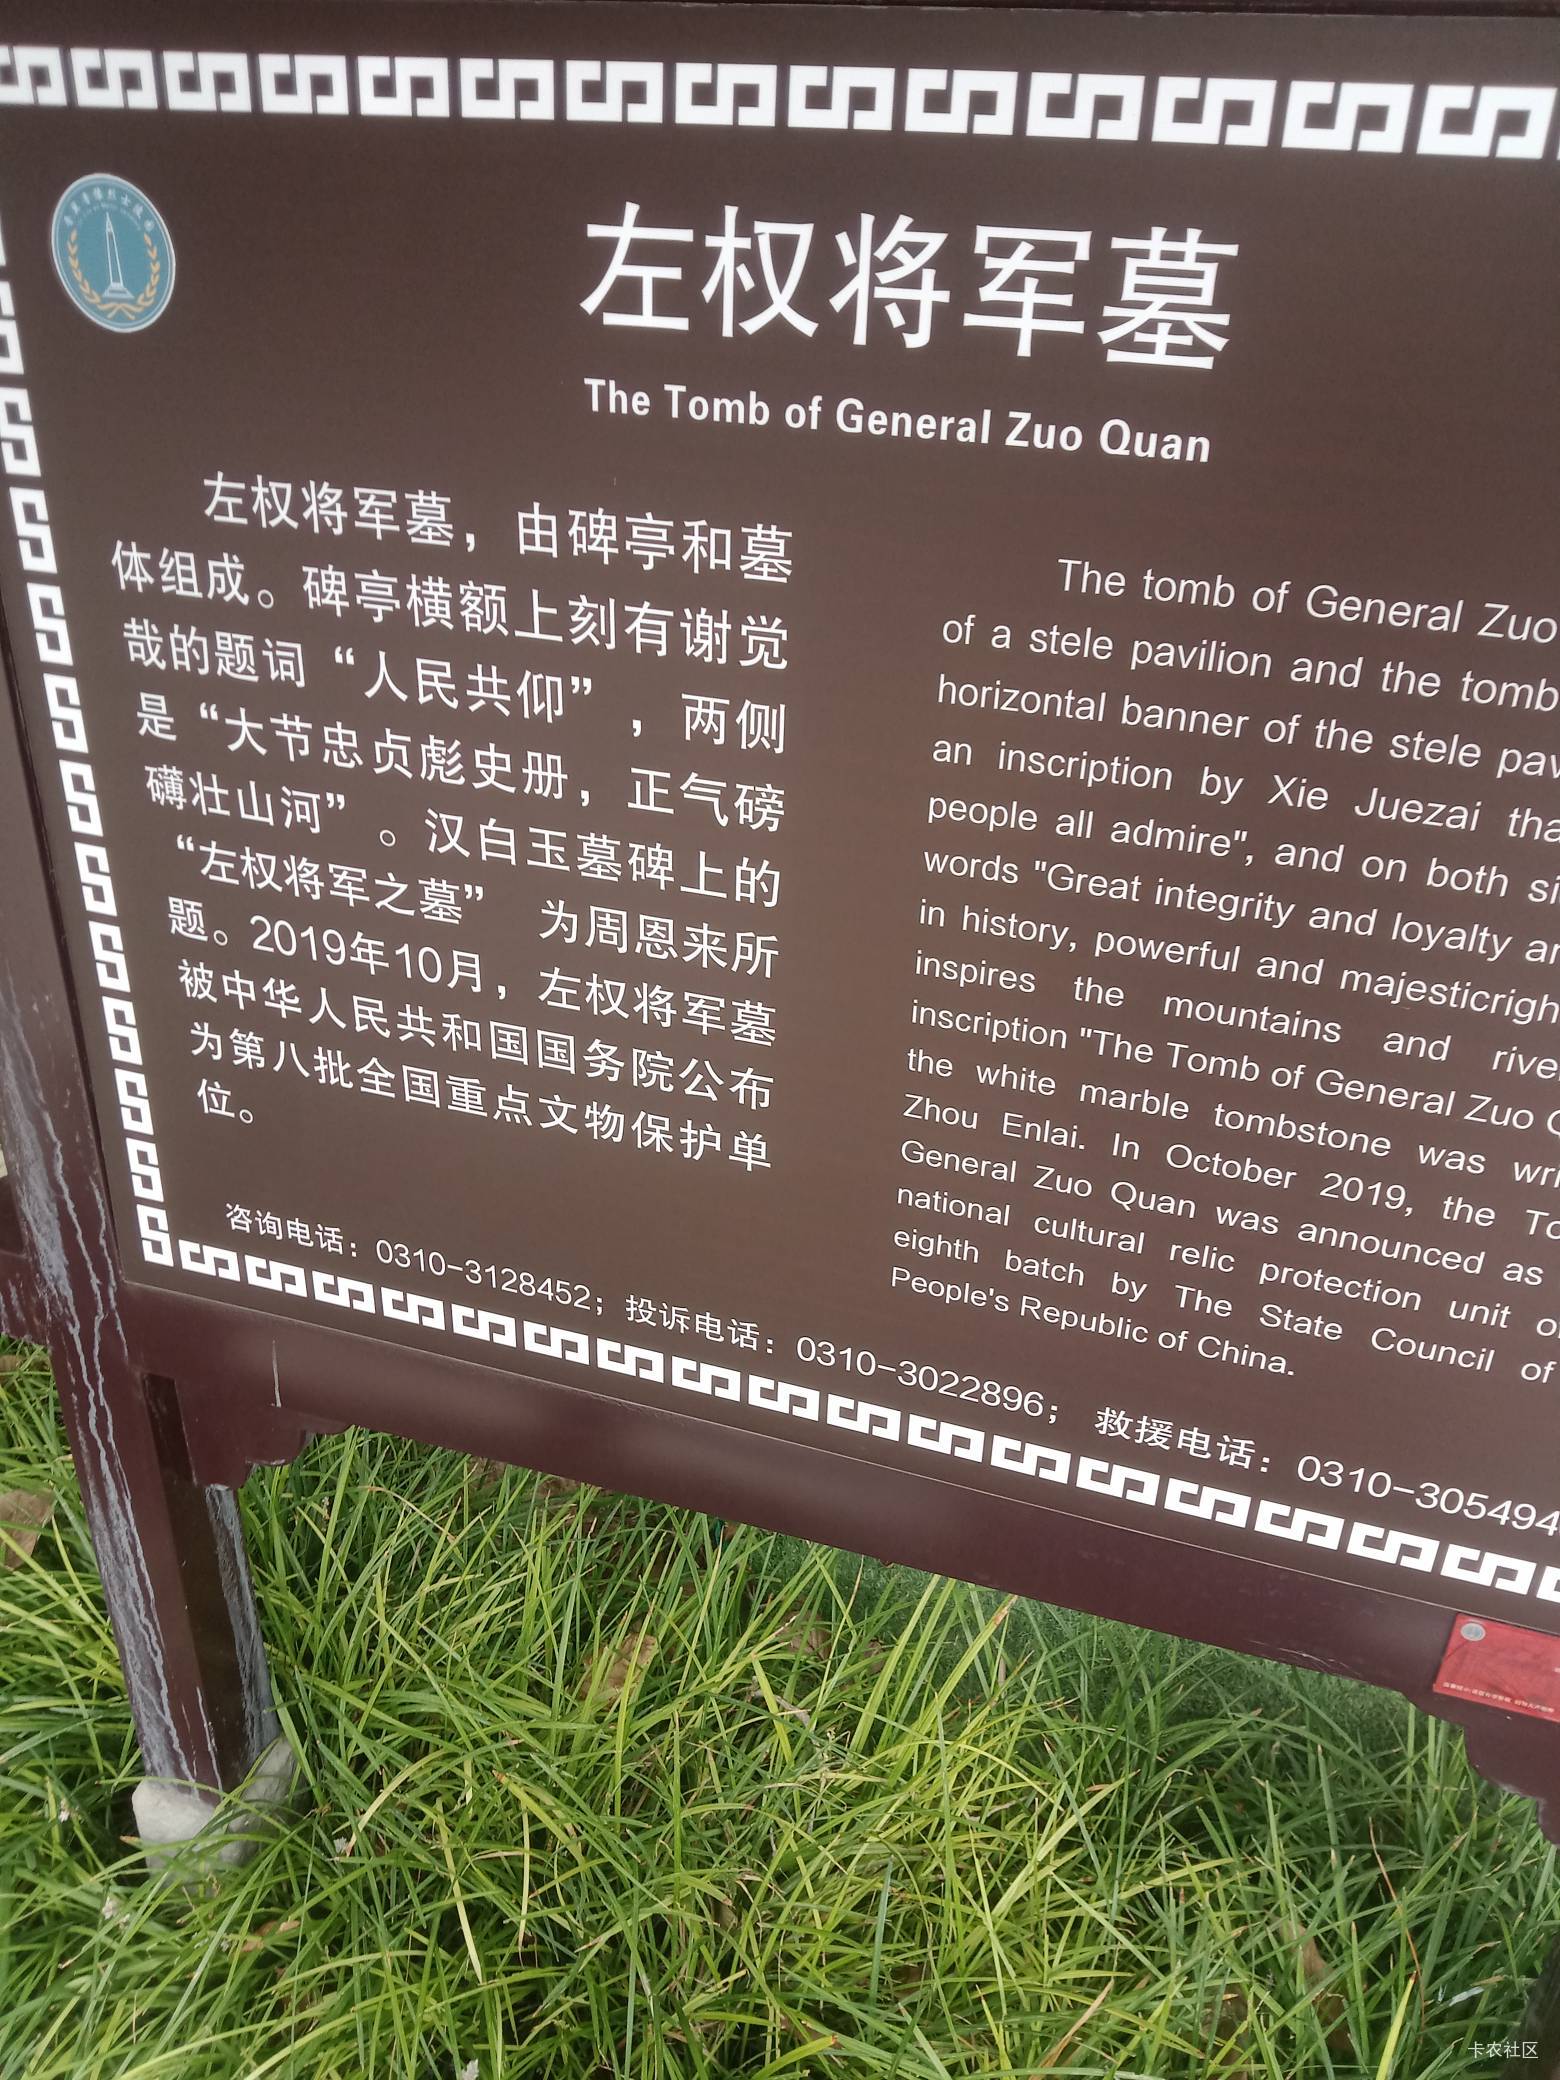 左权将军墓
The Tomb of General Zuo Quan
左权将军墓，由碑亭和墓
体组成。碑亭横额上刻有谢觉
哉的题词“人民共仰”，两侧
是“大节忠贞彪史册，正气磅
礴壮山河”。汉白玉墓碑上的
“左权将军之墓” 为周恩来所
题。2019年10月，左权将军墓
被中华人民共和国国务院公布
为第八批全国重点文物保护单
位。
The tomb of General Zuo
of a stele pavilion and the tomb
horizontal banner of the stele pav
an inscription by Xie Juezai tha
people all admire", and on both si
words "Great integrity and loyalty ar
in history, powerful and majesticrigh
inspires the mountains and rive
inscription "The Tomb of General Zuo Q
the white marble tombstone was wri
Zhou Enlai. In October 2019, the To
General Zuo Quan was announced as
national cultural relic protection unit o
eighth batch by The State Council of
People's Republic of China.
咨询电话：0310-3128452；投诉电话：0310-3022896； 救援电话：0310-305494
卡农社区